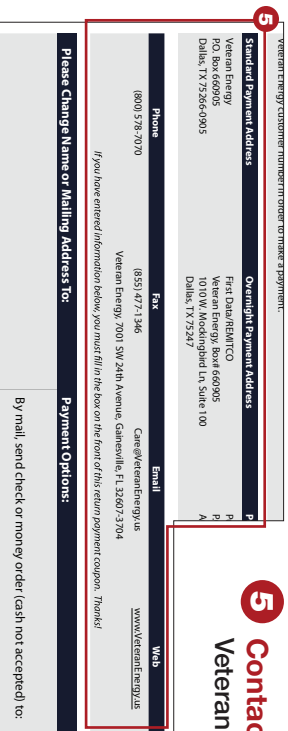 Veteran Energy customer number in order to make a payment.
5
Standard Payment Address
Overnight Payment Address
Veteran Energy
P.O. Box 660905
Dallas, TX 75266-0905
First Data/REMITCO
Veteran Energy, Box# 660905
1010 W. Mockingbird Ln, Suite 100
Dallas, TX 75247
Phone Fax Email Web
(800) 578-7070 (855) 477-1346 Care@VeteranEnergy.us www.VeteranEnergy.us
Veteran Energy, 7001 SW 24th Avenue, Gainesville, FL 32607-3704
If you have entered information below, you must fill in the box on the front of this return payment coupon. Thanks!
Please Change Name or Mailing Address To:
Payment Options:
By mail, send check or money order (cash not accepted) to:
5 Contac
Veteran